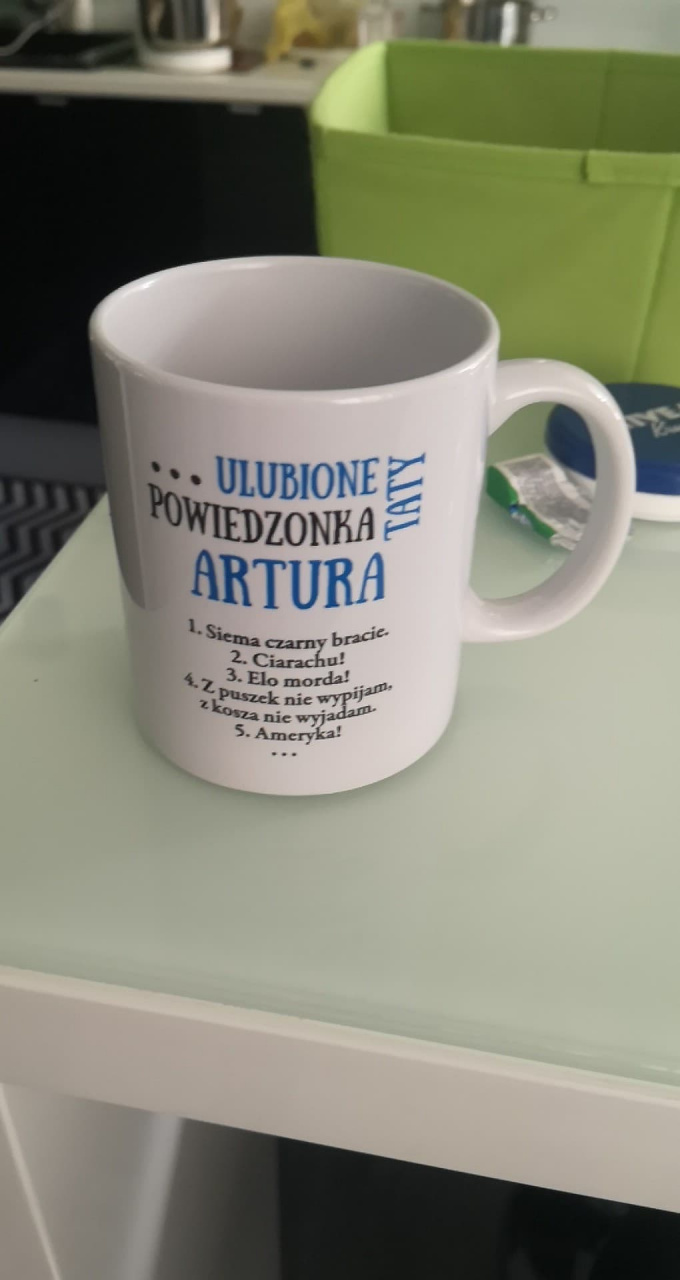 ... ULUBIONE
POWIEDZONKA
TATY
ARTURA
1. Siema czarny bracie.
2. Ciarachu!
3. Elo morda!
4. Z puszek nie wypijam,
z kosza nie wyjadam.
5. Ameryka!
...